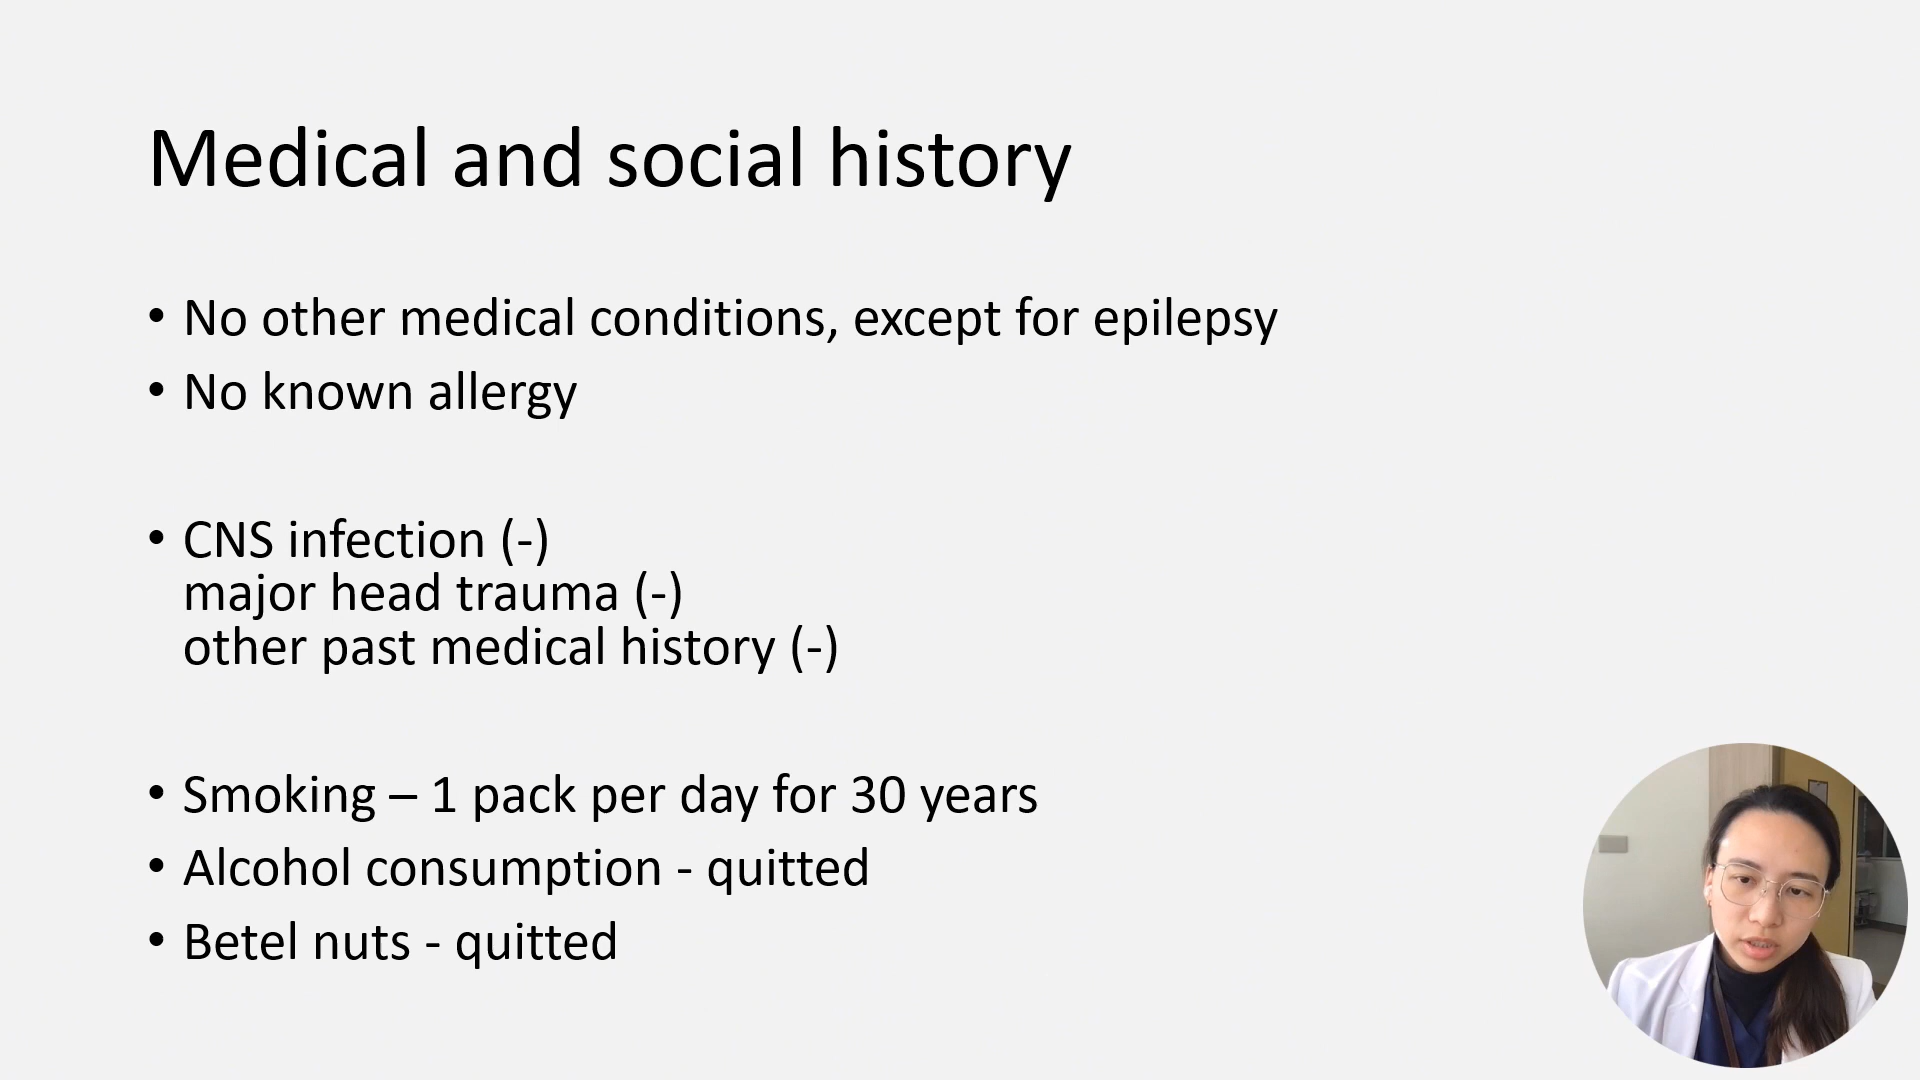 Medical and social history
• No other medical conditions, except for epilepsy
• No known allergy
• CNS infection (-)
major head trauma (-)
other past medical history (-)
• Smoking – 1 pack per day for 30 years
• Alcohol consumption - quitted
• Betel nuts - quitted